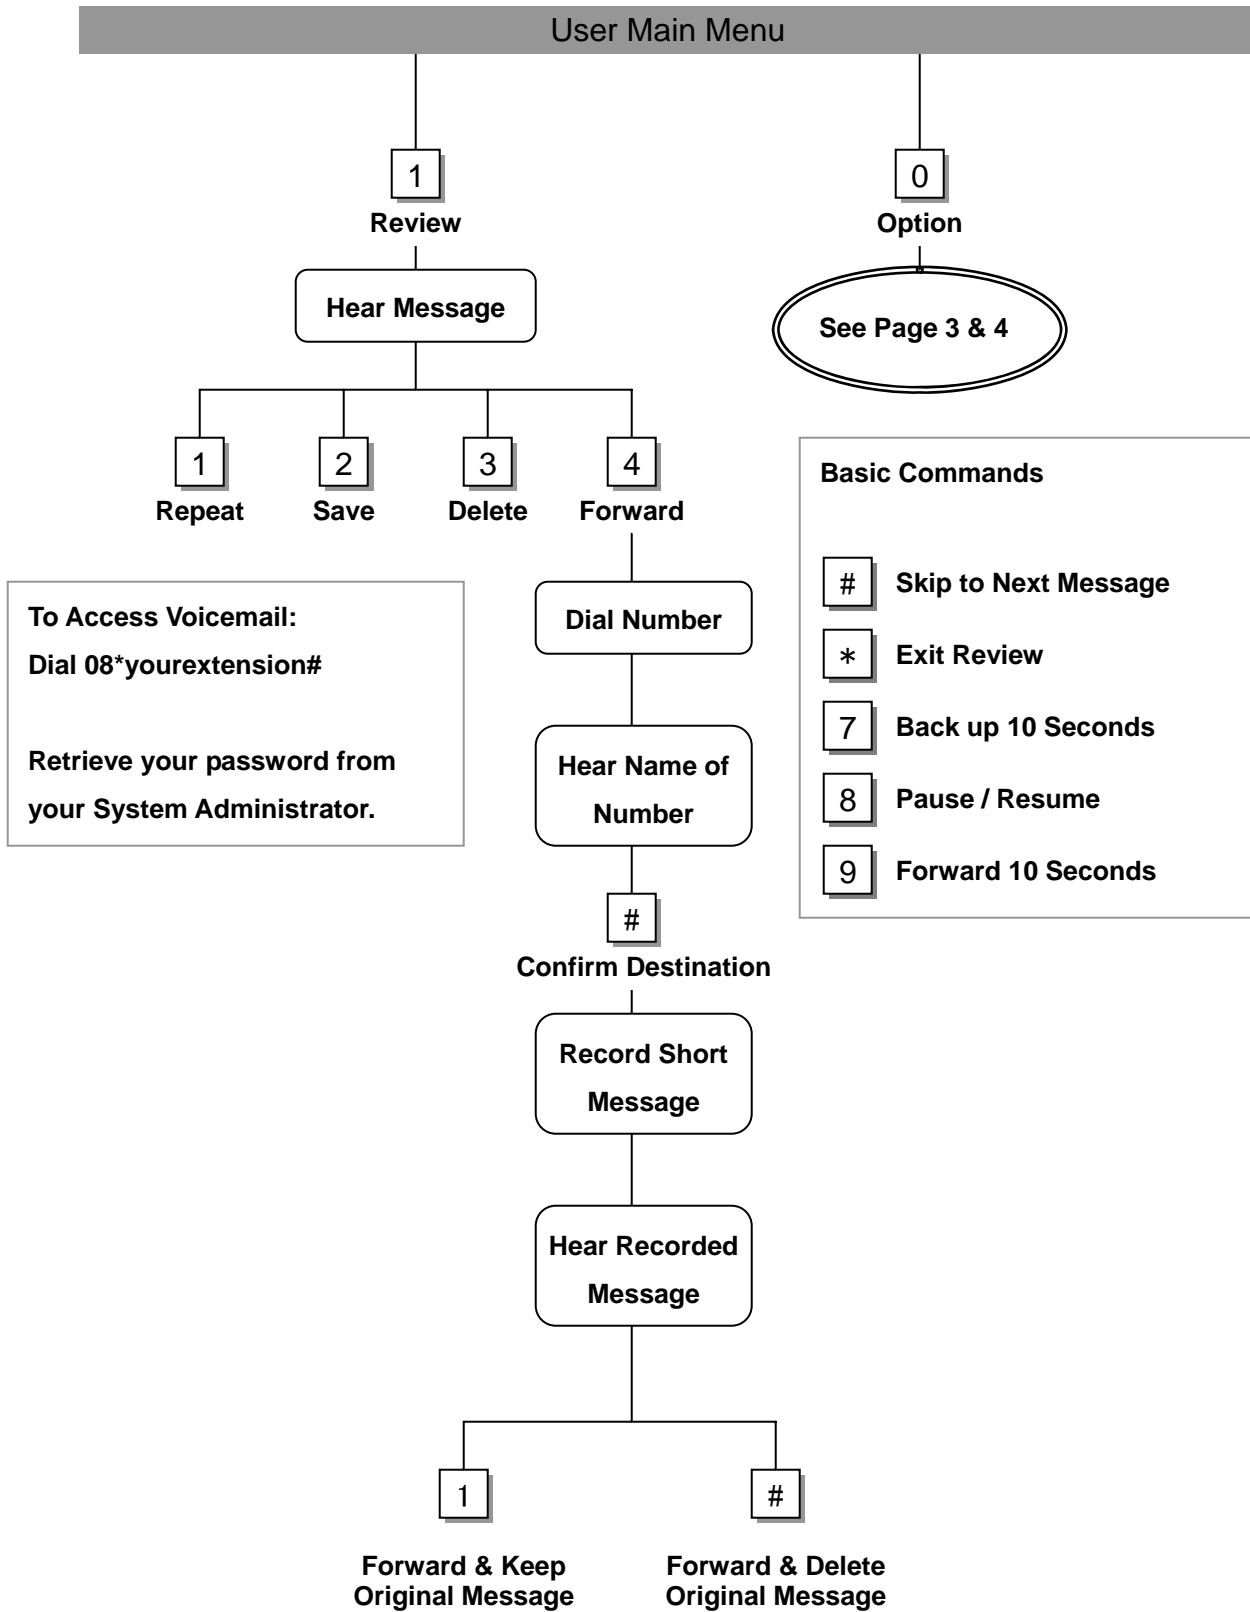 User Main Menu
1
Review
0
Option
Hear Message
See Page 3 & 4
1
Repeat
2
Save
3
Delete
4
Forward
To Access Voicemail:
Dial 08*yourextension#
Retrieve your password from
your System Administrator.
Dial Number
Hear Name of
Number
#
Confirm Destination
Record Short
Message
Hear Recorded
Message
1
Forward & Keep
Original Message
#
Forward & Delete
Original Message
Basic Commands
# Skip to Next Message
* Exit Review
7 Back up 10 Seconds
8 Pause / Resume
9 Forward 10 Seconds